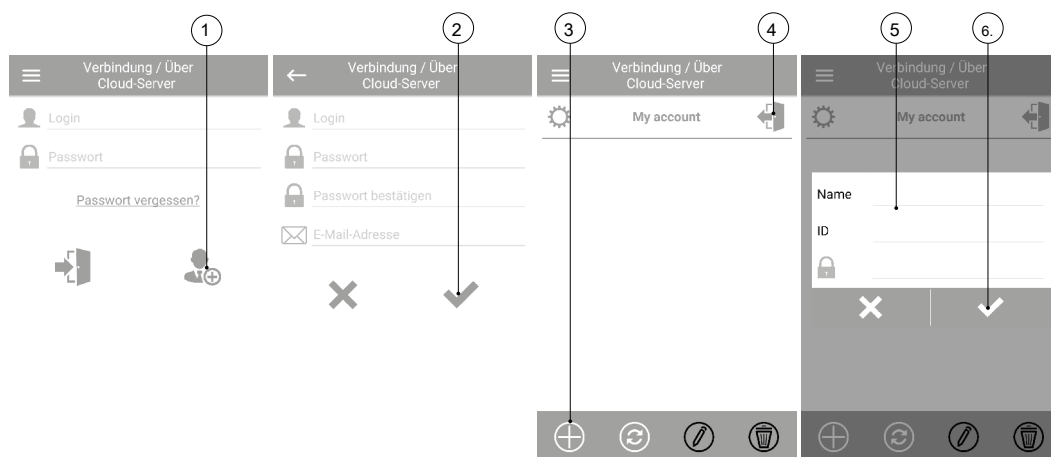 1
2
3
4
5
6.
Verbindung / Über
Cloud-Server
Login
Passwort
Passwort vergessen?
Verbindung / Über
Cloud-Server
Login
Passwort
Passwort bestätigen
E-Mail-Adresse
Verbindung / Über
Cloud-Server
My account
Verbindung / Über
Cloud-Server
My account
Name
ID